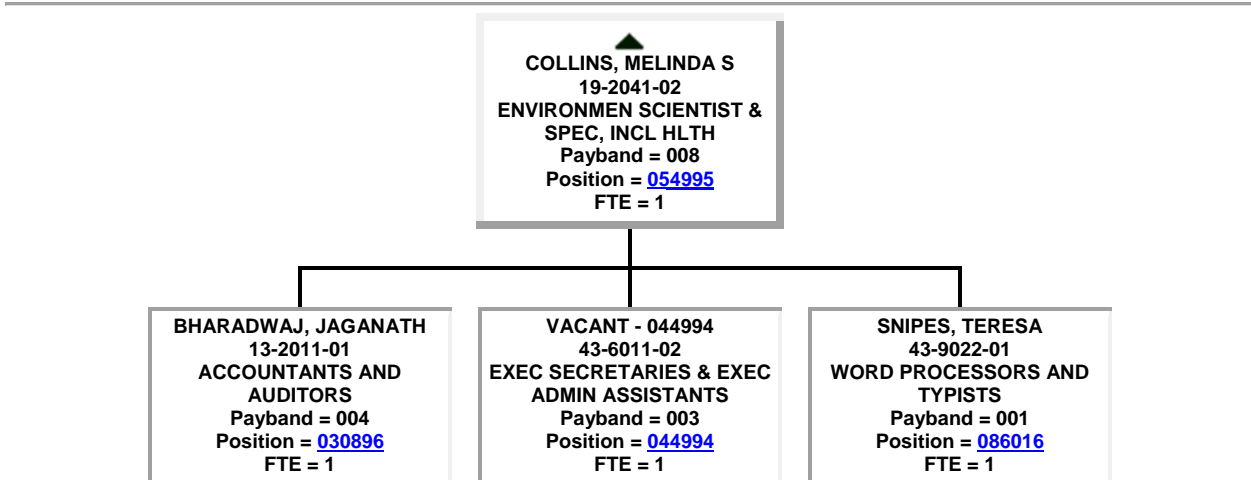 COLLINS, MELINDA S
19-2041-02
ENVIRONMEN SCIENTIST &
SPEC, INCL HLTH
Payband = 008
Position = 054995
FTE = 1
BHARADWAJ, JAGANATH
13-2011-01
ACCOUNTANTS AND
AUDITORS
Payband = 004
Position = 030896
FTE = 1
VACANT - 044994
43-6011-02
EXEC SECRETARIES & EXEC
ADMIN ASSISTANTS
Payband = 003
Position = 044994
FTE = 1
SNIPES, TERESA
43-9022-01
WORD PROCESSORS AND
TYPISTS
Payband = 001
Position = 086016
FTE = 1